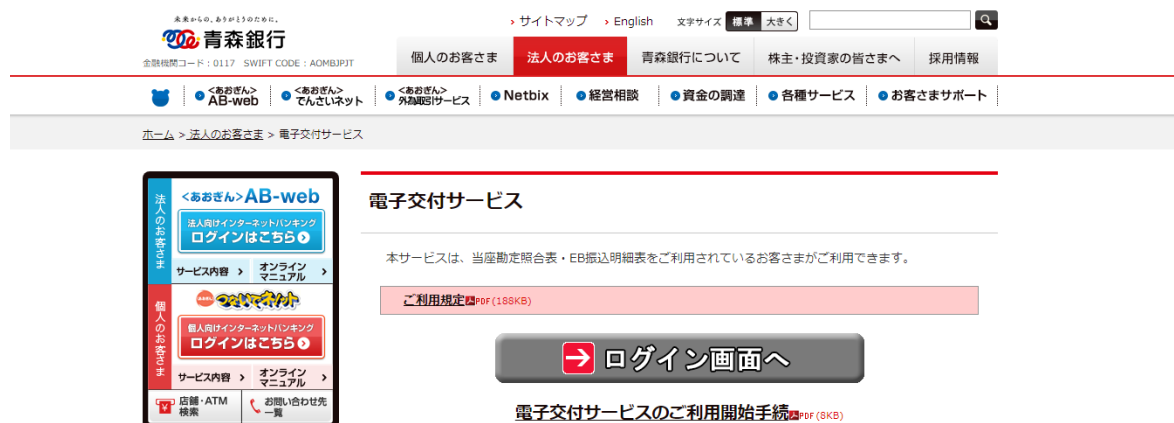 未来からの、ありがとうのために。
青森銀行
金融機関コード：0117　SWIFT CODE：AOMBJPJT
サイトマップ
English
文字サイズ 標準 大きく
個人のお客さま
法人のお客さま
青森銀行について
株主・投資家の皆さまへ
採用情報
<あおぎん>
AB-web
<あおぎん>
でんさいネット
<あおぎん>
外為取引サービス
Netbix
経営相談
資金の調達
各種サービス
お客さまサポート
ホーム > 法人のお客さま > 電子交付サービス
法人のお客さま
<あおぎん>AB-web
法人向けインターネットバンキング
ログインはこちら
サービス内容
オンライン
マニュアル
個人のお客さま
つないでネット
個人向けインターネットバンキング
ログインはこちら
サービス内容
オンライン
マニュアル
店舗・ATM
検索
お問い合わせ先
一覧
電子交付サービス
本サービスは、当座勘定照合表・EB振込明細表をご利用されているお客さまがご利用できます。
ご利用規定PDF(188KB)
ログイン画面へ
電子交付サービスのご利用開始手続PDF(8KB)